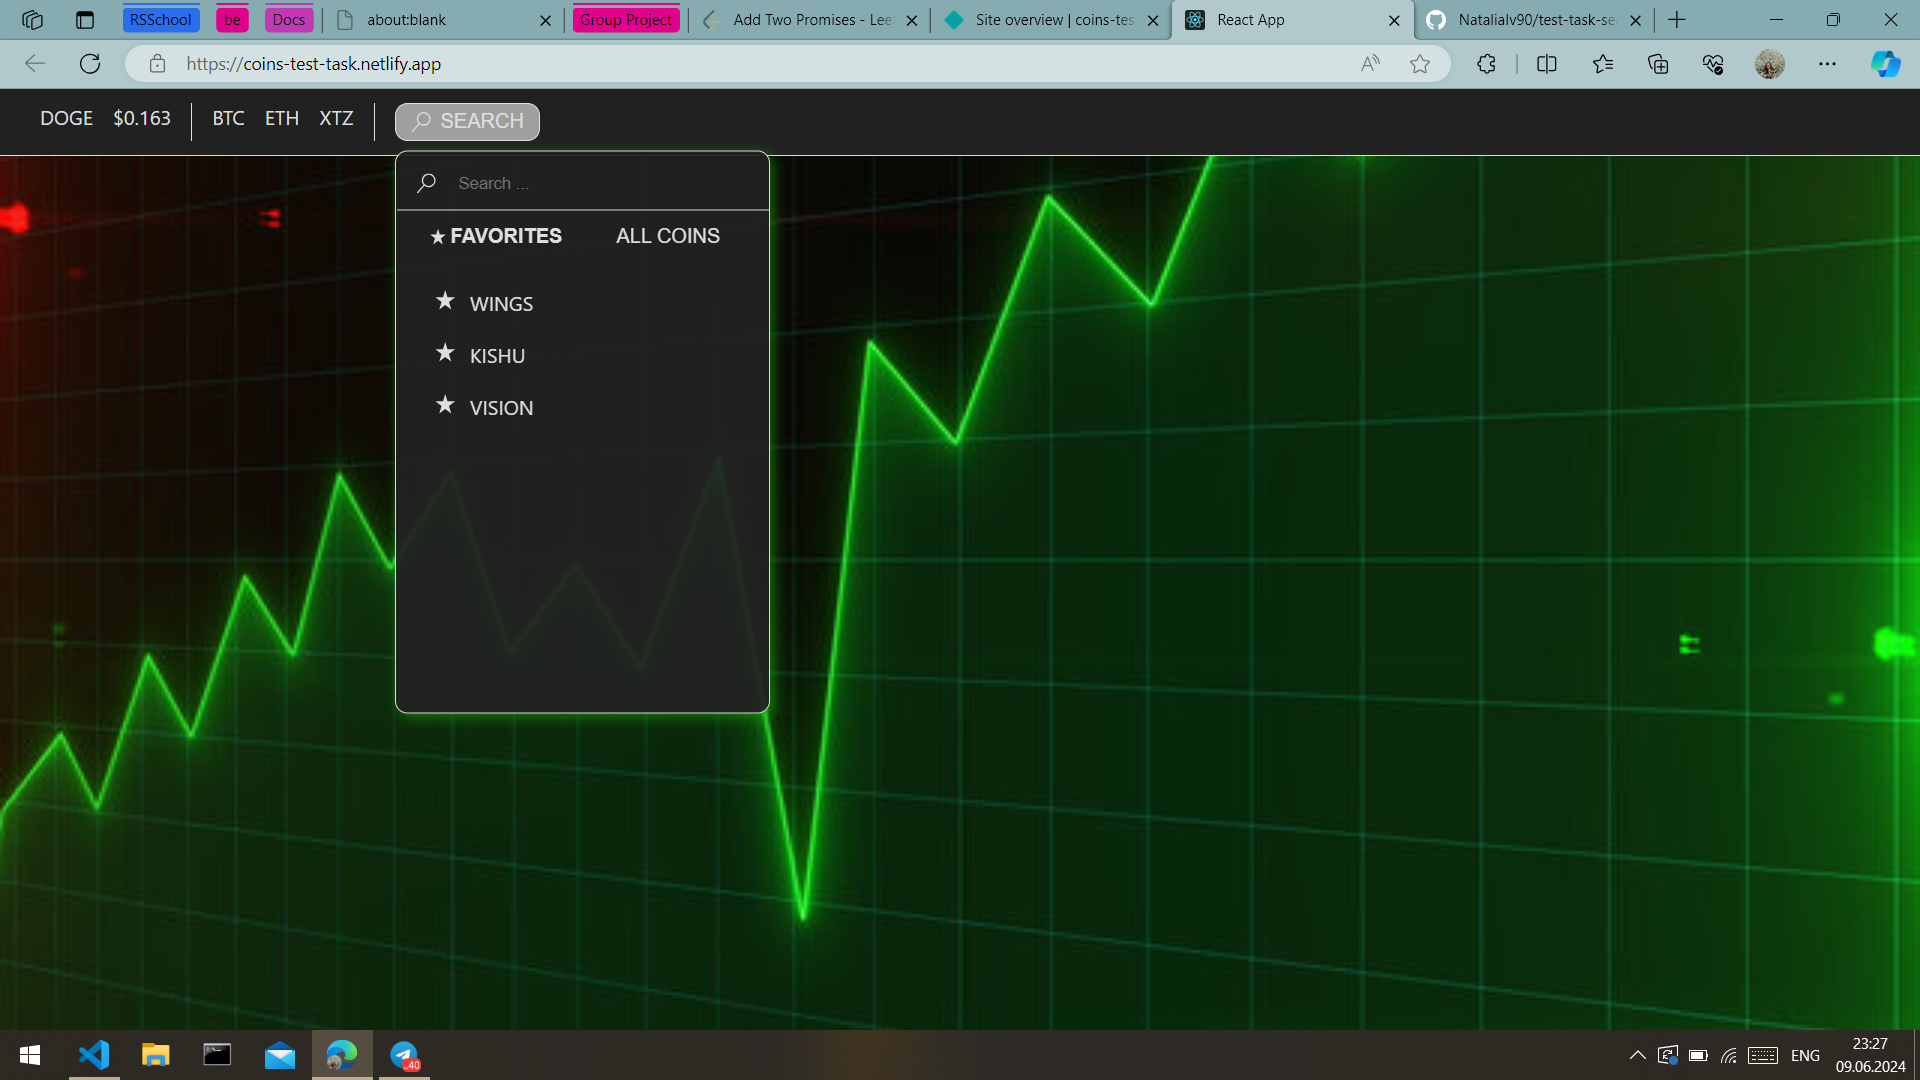 RSSchool be Docs about:blank Group Project Add Two Promises - Lee Site overview | coins-tes React App Natalialv90/test-task-sea
https://coins-test-task.netlify.app
DOGE $0.163 BTC ETH XTZ SEARCH
Search ...
★ FAVORITES ALL COINS
★ WINGS
★ KISHU
★ VISION
..40
ENG
23:27
09.06.2024